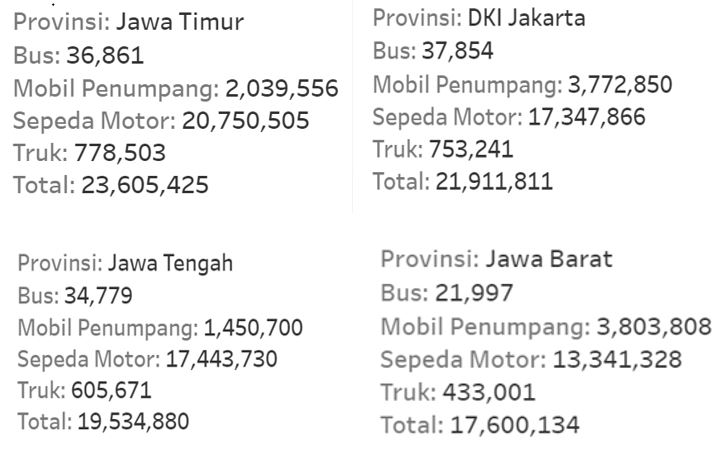 Provinsi: Jawa Timur
Bus: 36,861
Mobil Penumpang: 2,039,556
Sepeda Motor: 20,750,505
Truk: 778,503
Total: 23,605,425
Provinsi: DKI Jakarta
Bus: 37,854
Mobil Penumpang: 3,772,850
Sepeda Motor: 17,347,866
Truk: 753,241
Total: 21,911,811
Provinsi: Jawa Tengah
Bus: 34,779
Mobil Penumpang: 1,450,700
Sepeda Motor: 17,443,730
Truk: 605,671
Total: 19,534,880
Provinsi: Jawa Barat
Bus: 21,997
Mobil Penumpang: 3,803,808
Sepeda Motor: 13,341,328
Truk: 433,001
Total: 17,600,134